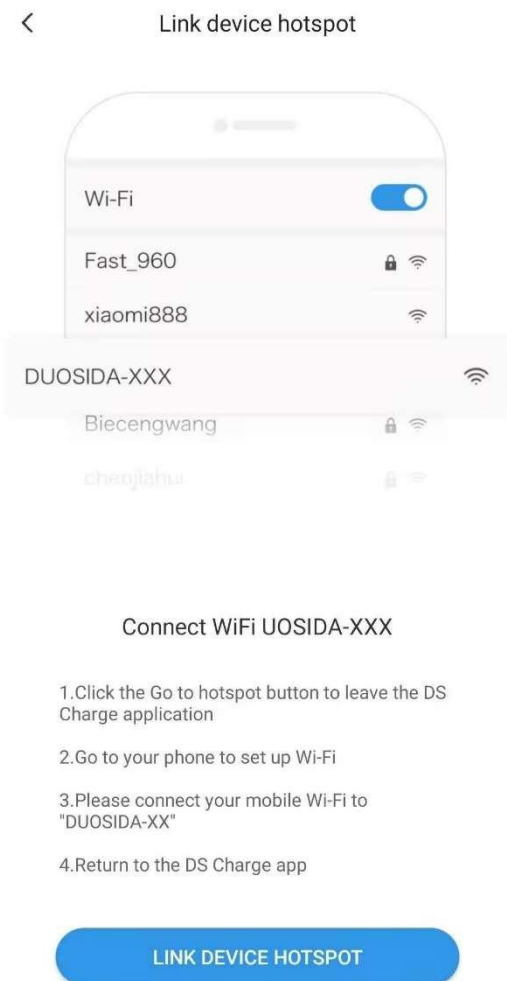 Link device hotspot
Wi-Fi
Fast_960
xiaomi888
DUOSIDA-XXX
Biecengwang
Connect WiFi UOSIDA-XXX
1.Click the Go to hotspot button to leave the DS
Charge application
2.Go to your phone to set up Wi-Fi
3.Please connect your mobile Wi-Fi to
"DUOSIDA-XX"
4.Return to the DS Charge app
LINK DEVICE HOTSPOT